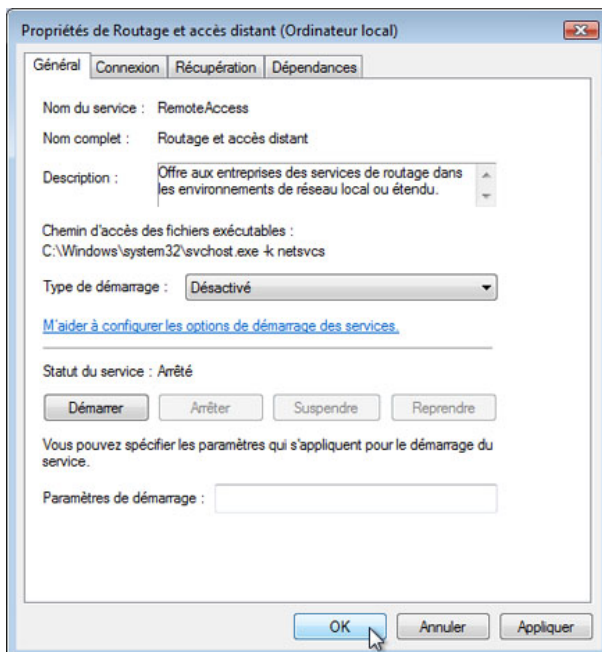 Propriétés de Routage et accès distant (Ordinateur local)
Général Connexion Récupération Dépendances
Nom du service : RemoteAccess
Nom complet : Routage et accès distant
Description : Offre aux entreprises des services de routage dans
les environnements de réseau local ou étendu.
Chemin d'accès des fichiers exécutables :
C:\Windows\system32\svchost.exe -k netsvcs
Type de démarrage : Désactivé
M'aider à configurer les options de démarrage des services.
Statut du service : Arrêté
Démarrer Arrêter Suspendre Reprendre
Vous pouvez spécifier les paramètres qui s'appliquent pour le démarrage du
service.
Paramètres de démarrage :
OK Annuler Appliquer